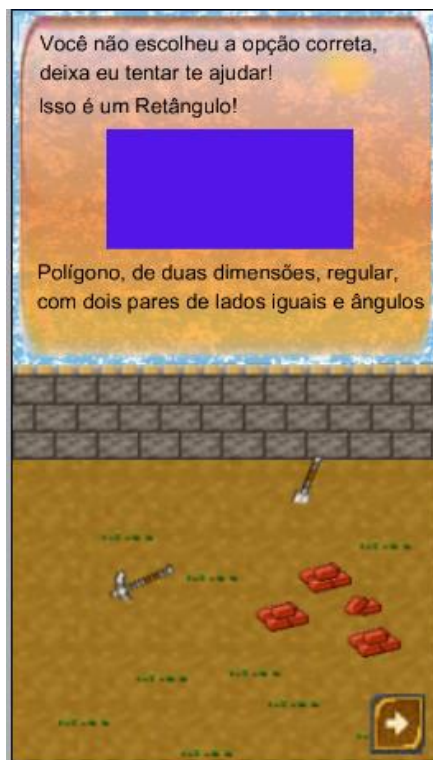 Você não escolheu a opção correta,
deixa eu tentar te ajudar!
Isso é um Retângulo!
Polígono, de duas dimensões, regular,
com dois pares de lados iguais e ângulos